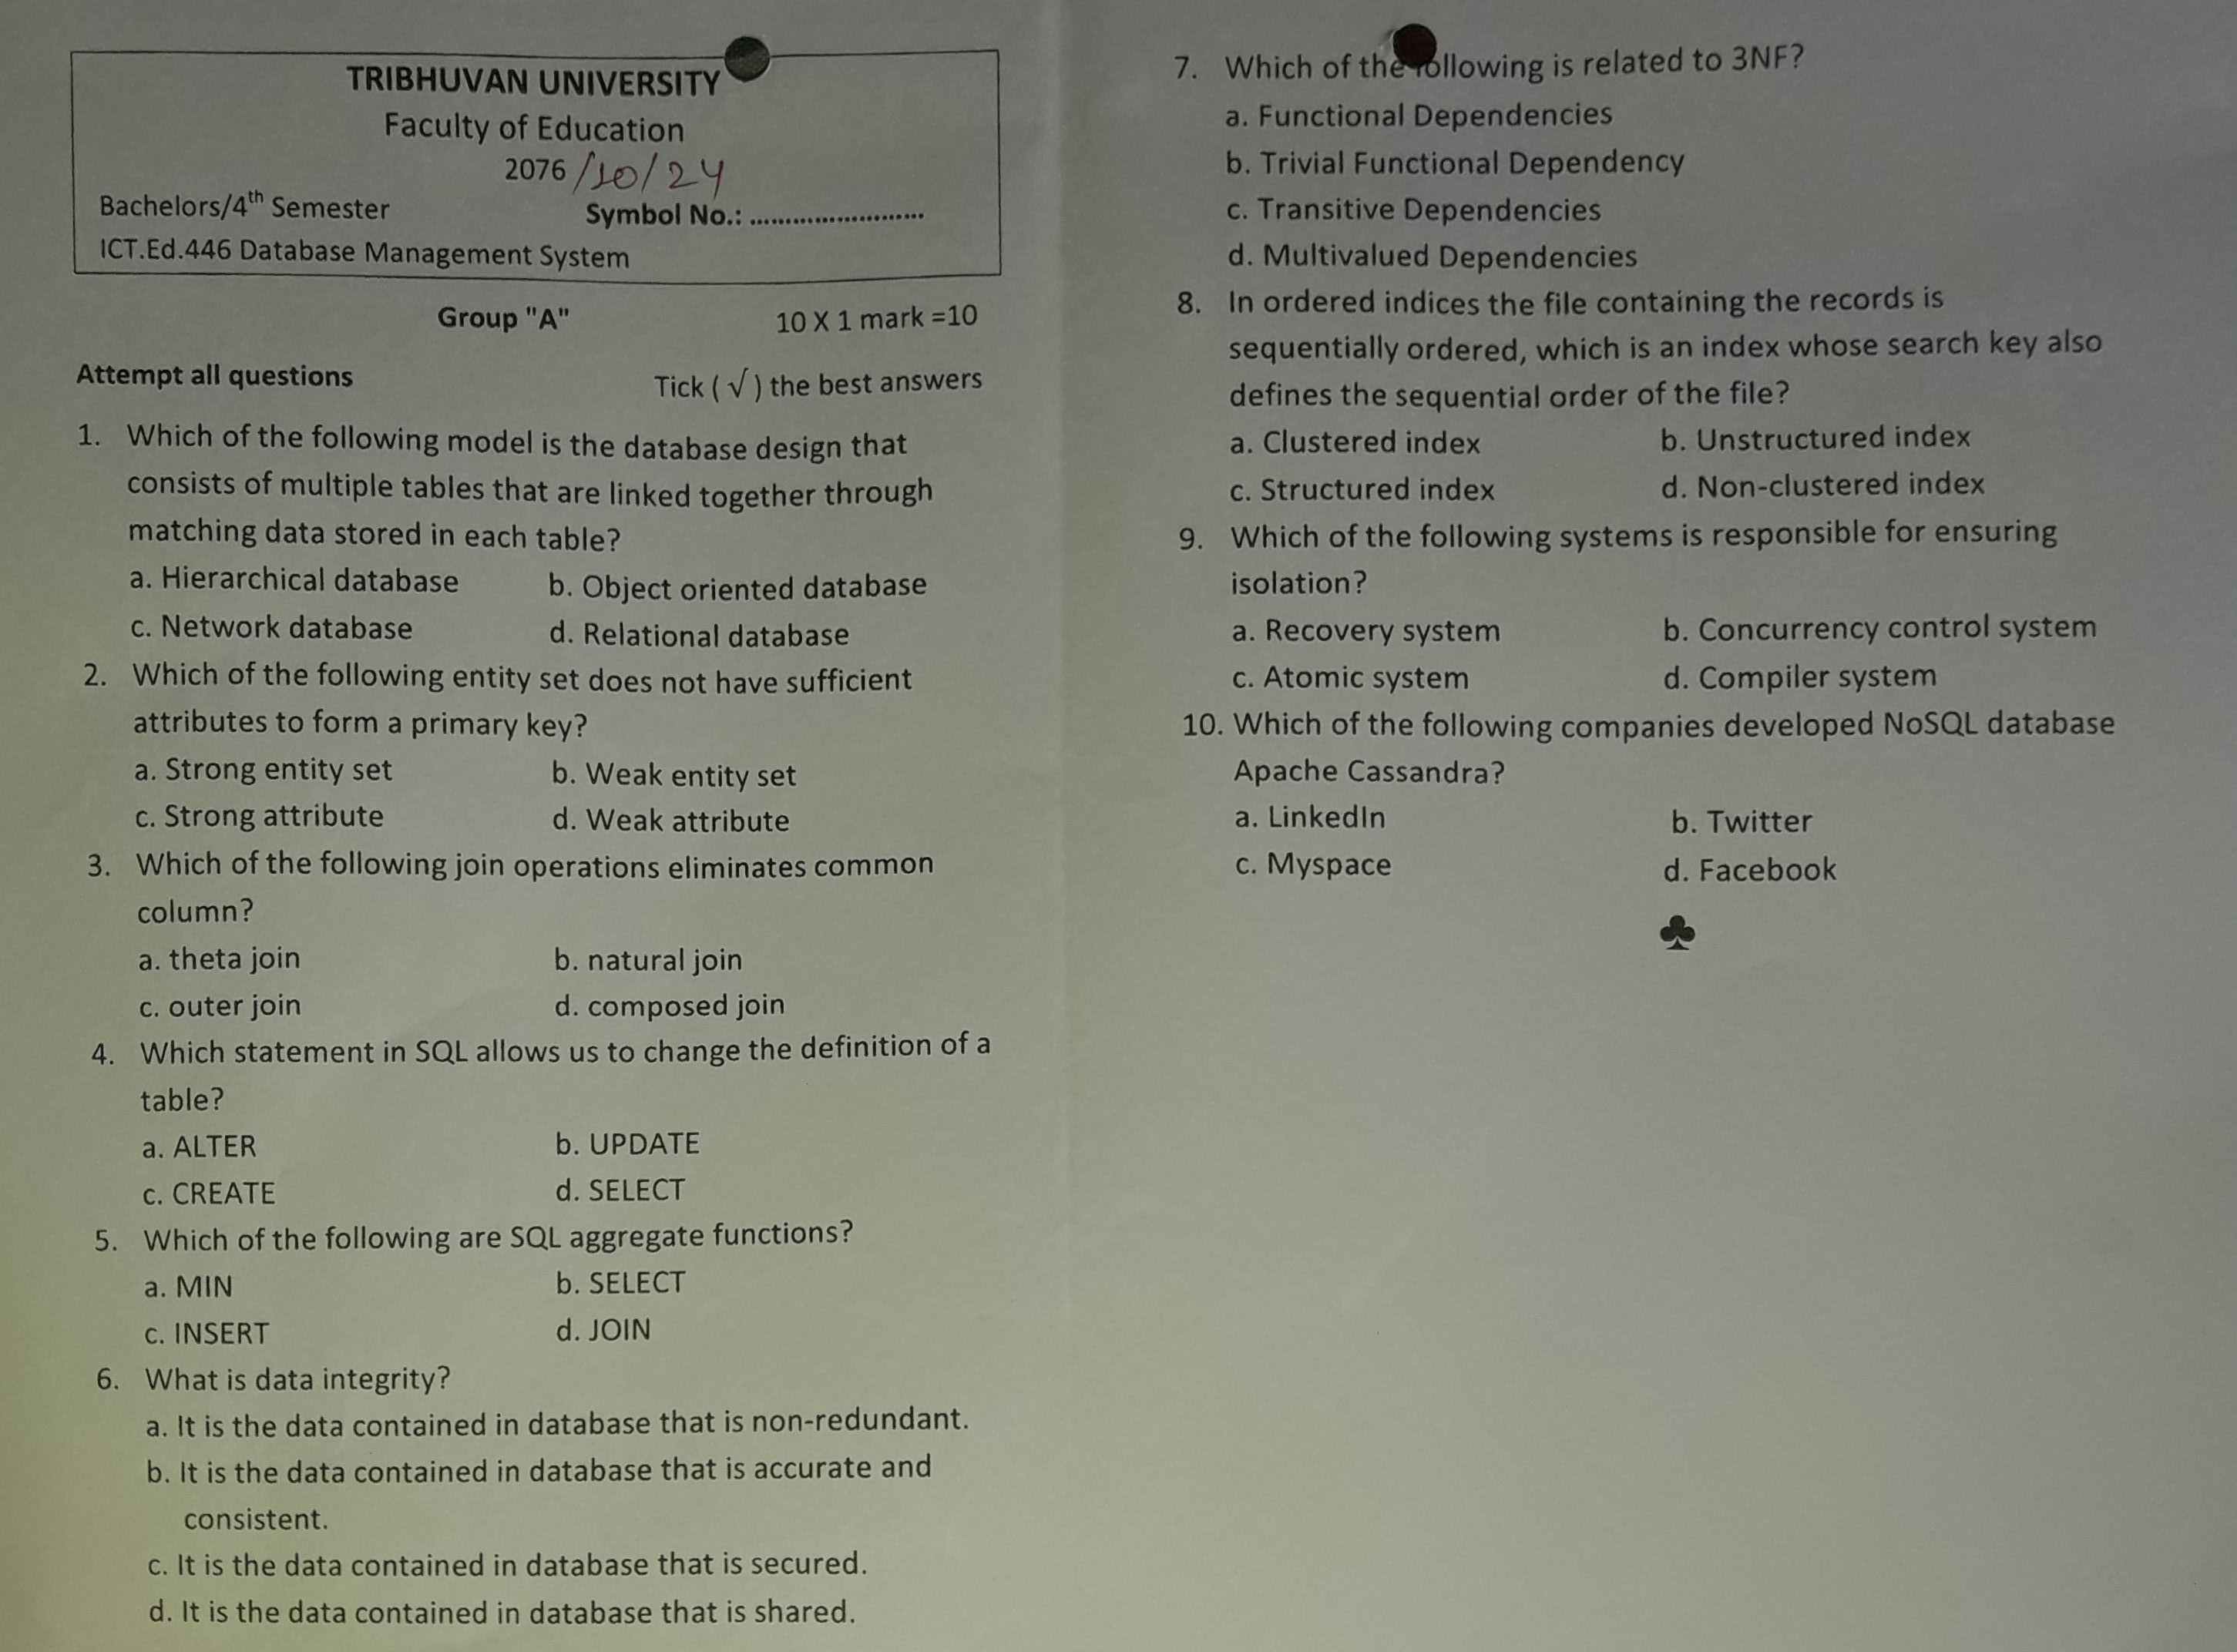 TRIBHUVAN UNIVERSITY
Faculty of Education
2076 /10/24
Bachelors/4th Semester Symbol No.: ........................
ICT.Ed.446 Database Management System
Group "A" 10 X 1 mark =10
Attempt all questions Tick ( √ ) the best answers
1. Which of the following model is the database design that
consists of multiple tables that are linked together through
matching data stored in each table?
a. Hierarchical database b. Object oriented database
c. Network database d. Relational database
2. Which of the following entity set does not have sufficient
attributes to form a primary key?
a. Strong entity set b. Weak entity set
c. Strong attribute d. Weak attribute
3. Which of the following join operations eliminates common
column?
a. theta join b. natural join
c. outer join d. composed join
4. Which statement in SQL allows us to change the definition of a
table?
a. ALTER b. UPDATE
c. CREATE d. SELECT
5. Which of the following are SQL aggregate functions?
a. MIN b. SELECT
c. INSERT d. JOIN
6. What is data integrity?
a. It is the data contained in database that is non-redundant.
b. It is the data contained in database that is accurate and
consistent.
c. It is the data contained in database that is secured.
d. It is the data contained in database that is shared.
7. Which of the following is related to 3NF?
a. Functional Dependencies
b. Trivial Functional Dependency
c. Transitive Dependencies
d. Multivalued Dependencies
8. In ordered indices the file containing the records is
sequentially ordered, which is an index whose search key also
defines the sequential order of the file?
a. Clustered index b. Unstructured index
c. Structured index d. Non-clustered index
9. Which of the following systems is responsible for ensuring
isolation?
a. Recovery system b. Concurrency control system
c. Atomic system d. Compiler system
10. Which of the following companies developed NoSQL database
Apache Cassandra?
a. LinkedIn b. Twitter
c. Myspace d. Facebook